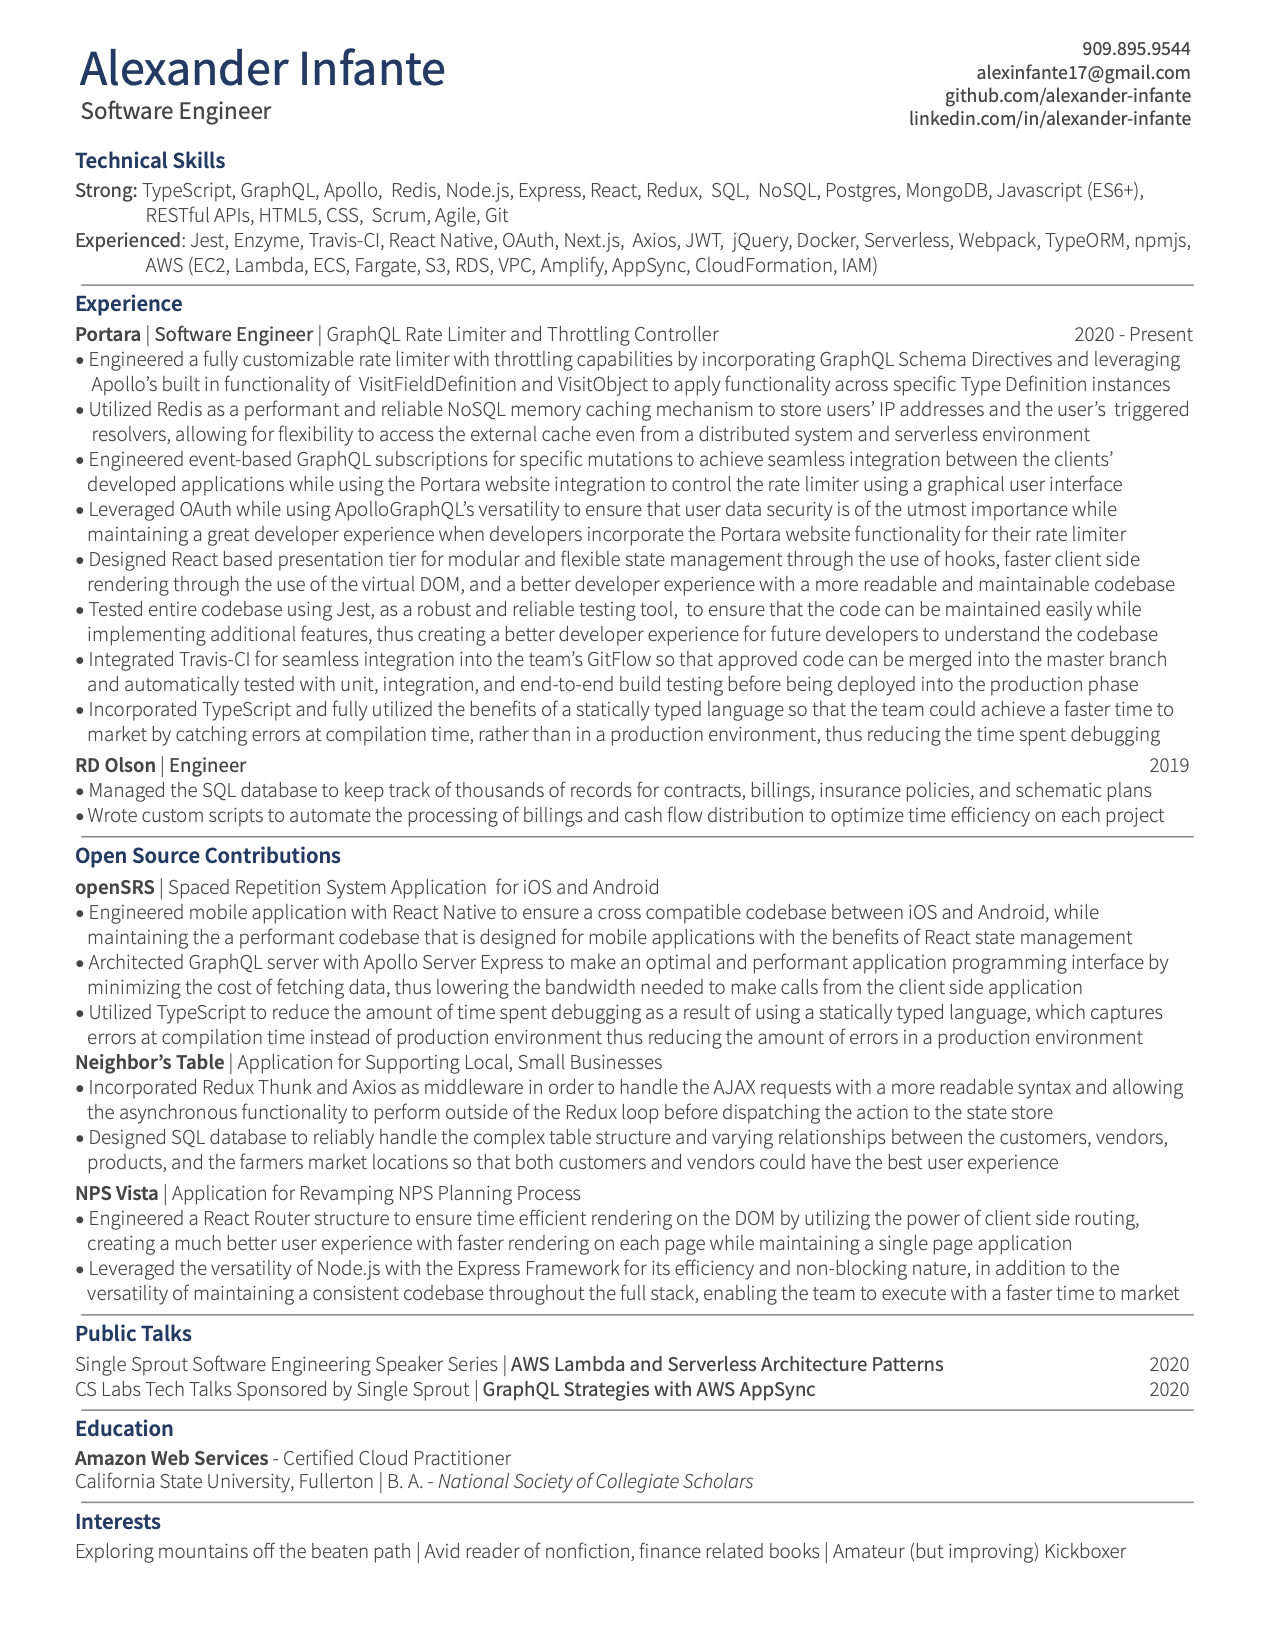 Alexander Infante
Software Engineer
909.895.9544
alexinfante17@gmail.com
github.com/alexander-infante
linkedin.com/in/alexander-infante
Technical Skills
Strong: TypeScript, GraphQL, Apollo, Redis, Node.js, Express, React, Redux, SQL, NoSQL, Postgres, MongoDB, Javascript (ES6+),
RESTful APIs, HTML5, CSS, Scrum, Agile, Git
Experienced: Jest, Enzyme, Travis-CI, React Native, OAuth, Next.js, Axios, JWT, jQuery, Docker, Serverless, Webpack, TypeORM, npmjs,
AWS (EC2, Lambda, ECS, Fargate, S3, RDS, VPC, Amplify, AppSync, CloudFormation, IAM)
Experience
Portara | Software Engineer | GraphQL Rate Limiter and Throttling Controller 2020 - Present
• Engineered a fully customizable rate limiter with throttling capabilities by incorporating GraphQL Schema Directives and leveraging
Apollo’s built in functionality of VisitFieldDefinition and VisitObject to apply functionality across specific Type Definition instances
• Utilized Redis as a performant and reliable NoSQL memory caching mechanism to store users’ IP addresses and the user’s triggered
resolvers, allowing for flexibility to access the external cache even from a distributed system and serverless environment
• Engineered event-based GraphQL subscriptions for specific mutations to achieve seamless integration between the clients’
developed applications while using the Portara website integration to control the rate limiter using a graphical user interface
• Leveraged OAuth while using ApolloGraphQL’s versatility to ensure that user data security is of the utmost importance while
maintaining a great developer experience when developers incorporate the Portara website functionality for their rate limiter
• Designed React based presentation tier for modular and flexible state management through the use of hooks, faster client side
rendering through the use of the virtual DOM, and a better developer experience with a more readable and maintainable codebase
• Tested entire codebase using Jest, as a robust and reliable testing tool, to ensure that the code can be maintained easily while
implementing additional features, thus creating a better developer experience for future developers to understand the codebase
• Integrated Travis-CI for seamless integration into the team’s GitFlow so that approved code can be merged into the master branch
and automatically tested with unit, integration, and end-to-end build testing before being deployed into the production phase
• Incorporated TypeScript and fully utilized the benefits of a statically typed language so that the team could achieve a faster time to
market by catching errors at compilation time, rather than in a production environment, thus reducing the time spent debugging
RD Olson | Engineer 2019
• Managed the SQL database to keep track of thousands of records for contracts, billings, insurance policies, and schematic plans
• Wrote custom scripts to automate the processing of billings and cash flow distribution to optimize time efficiency on each project
Open Source Contributions
openSRS | Spaced Repetition System Application for iOS and Android
• Engineered mobile application with React Native to ensure a cross compatible codebase between iOS and Android, while
maintaining the a performant codebase that is designed for mobile applications with the benefits of React state management
• Architected GraphQL server with Apollo Server Express to make an optimal and performant application programming interface by
minimizing the cost of fetching data, thus lowering the bandwidth needed to make calls from the client side application
• Utilized TypeScript to reduce the amount of time spent debugging as a result of using a statically typed language, which captures
errors at compilation time instead of production environment thus reducing the amount of errors in a production environment
Neighbor’s Table | Application for Supporting Local, Small Businesses
• Incorporated Redux Thunk and Axios as middleware in order to handle the AJAX requests with a more readable syntax and allowing
the asynchronous functionality to perform outside of the Redux loop before dispatching the action to the state store
• Designed SQL database to reliably handle the complex table structure and varying relationships between the customers, vendors,
products, and the farmers market locations so that both customers and vendors could have the best user experience
NPS Vista | Application for Revamping NPS Planning Process
• Engineered a React Router structure to ensure time efficient rendering on the DOM by utilizing the power of client side routing,
creating a much better user experience with faster rendering on each page while maintaining a single page application
• Leveraged the versatility of Node.js with the Express Framework for its efficiency and non-blocking nature, in addition to the
versatility of maintaining a consistent codebase throughout the full stack, enabling the team to execute with a faster time to market
Public Talks
Single Sprout Software Engineering Speaker Series | AWS Lambda and Serverless Architecture Patterns 2020
CS Labs Tech Talks Sponsored by Single Sprout | GraphQL Strategies with AWS AppSync 2020
Education
Amazon Web Services - Certified Cloud Practitioner
California State University, Fullerton | B. A. - National Society of Collegiate Scholars
Interests
Exploring mountains off the beaten path | Avid reader of nonfiction, finance related books | Amateur (but improving) Kickboxer